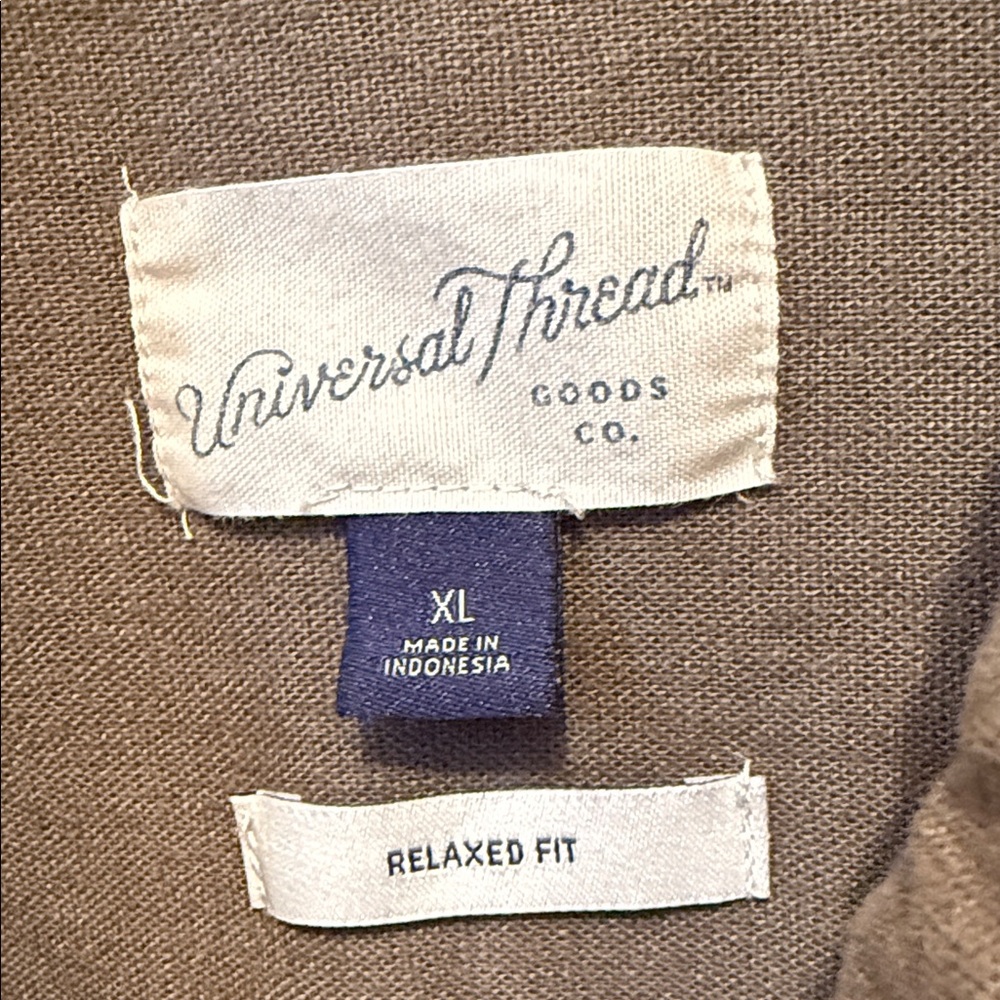 Universal Thread™
GOODS
CO.
XL
MADE IN
INDONESIA
RELAXED FIT